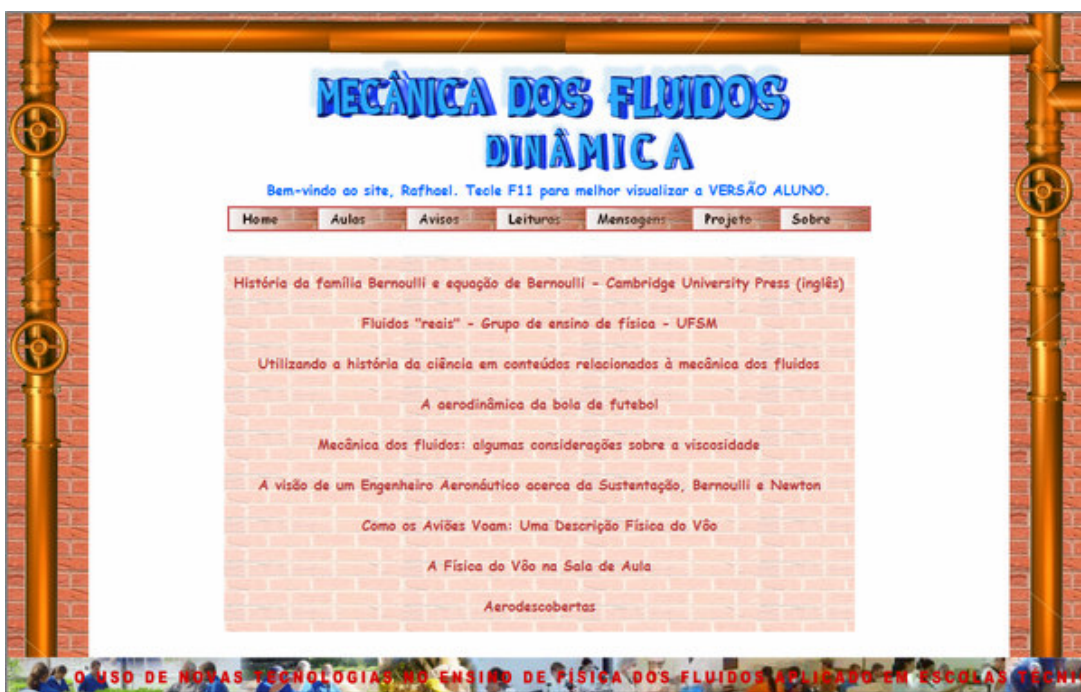 MECÂNICA DOS FLUIDOS
DINÂMICA
Bem-vindo ao site, Rafhael. Tecle F11 para melhor visualizar a VERSÃO ALUNO.
Home Aulas Avisos Leituras Mensagens Projeto Sobre
História da família Bernoulli e equação de Bernoulli - Cambridge University Press (inglês)
Fluidos "reais" - Grupo de ensino de física - UFSM
Utilizando a história da ciência em conteúdos relacionados à mecânica dos fluidos
A aerodinâmica da bola de futebol
Mecânica dos fluidos: algumas considerações sobre a viscosidade
A visão de um Engenheiro Aeronáutico acerca da Sustentação, Bernoulli e Newton
Como os Aviões Voam: Uma Descrição Física do Vôo
A Física do Vôo na Sala de Aula
Aerodescobertas
O USO DE NOVAS TECNOLOGIAS NO ENSINO DE FÍSICA DOS FLUIDOS APLICADO EM ESCOLAS TÉCNI